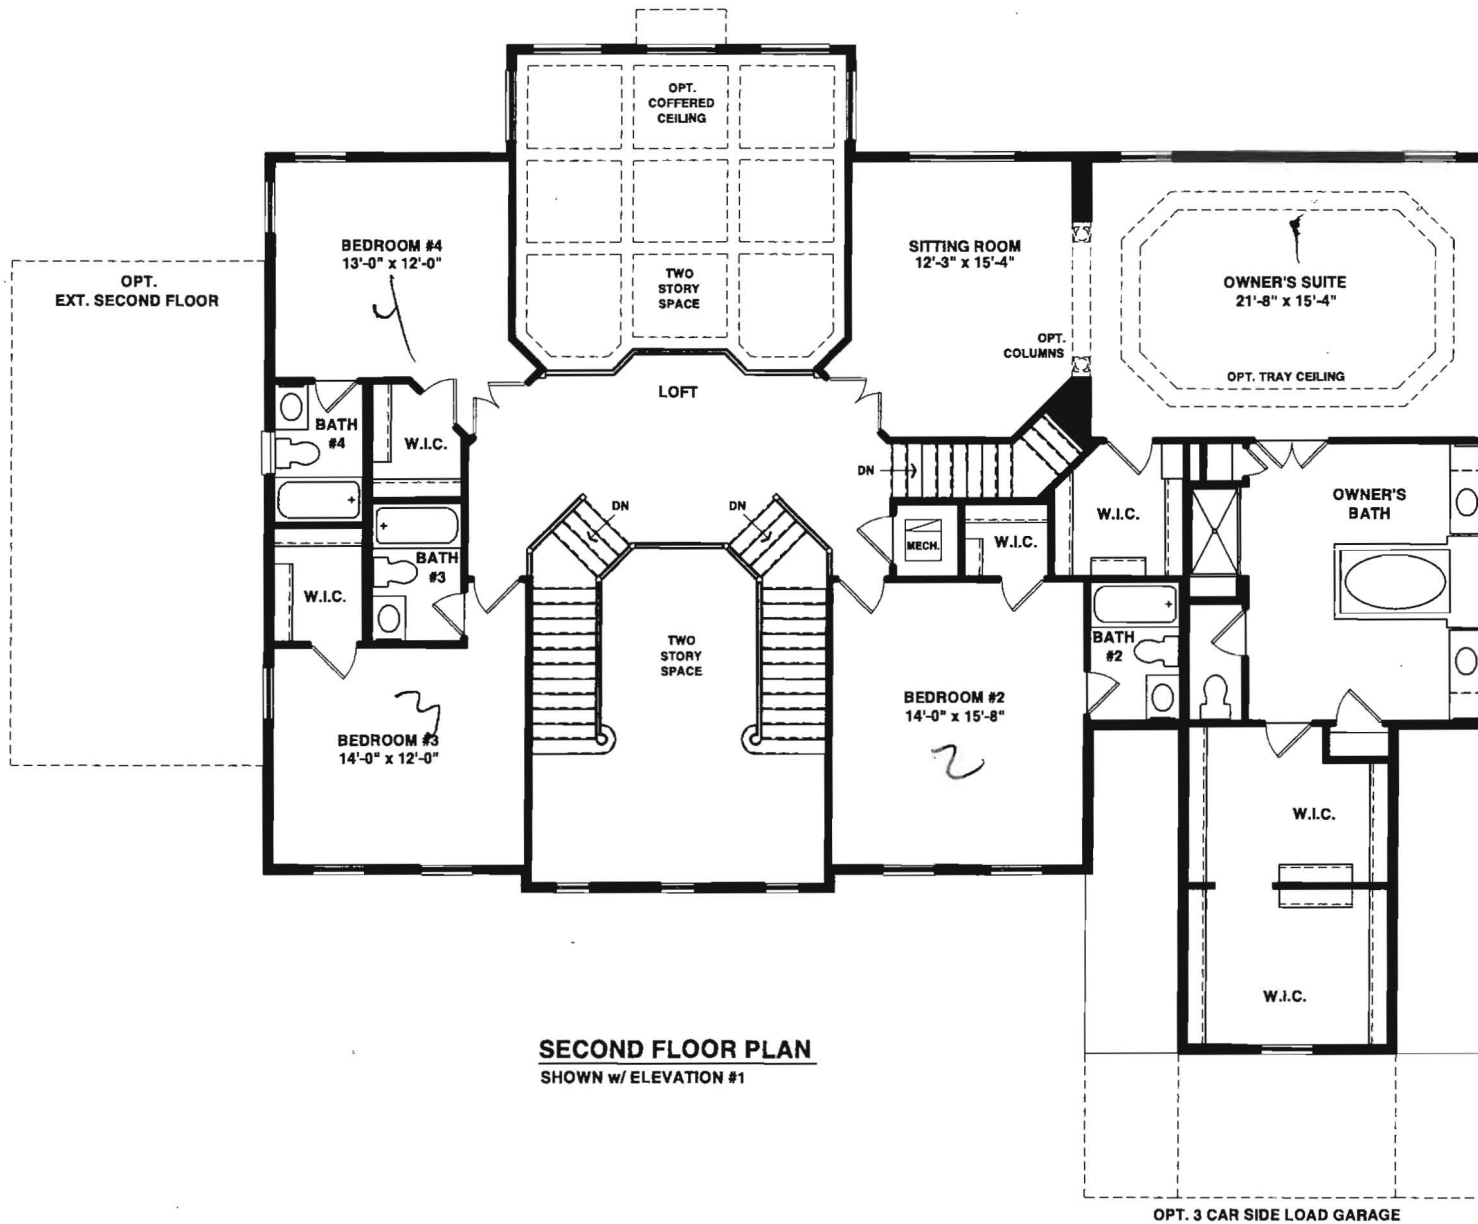 OPT.
COFFERED
CEILING
BEDROOM #4
13'-0" x 12'-0"
SITTING ROOM
12'-3" x 15'-4"
OPT.
EXT. SECOND FLOOR
TWO
STORY
SPACE
OWNER'S SUITE
21'-8" x 15'-4"
OPT.
COLUMNS
OPT. TRAY CEILING
LOFT
BATH
#4
W.I.C.
DN
DN
DN
OWNER'S
BATH
W.I.C.
MECH.
W.I.C.
BATH
#3
W.I.C.
TWO
STORY
SPACE
BATH
#2
BEDROOM #2
14'-0" x 15'-8"
2
3
BEDROOM #3
14'-0" x 12'-0"
W.I.C.
W.I.C.
SECOND FLOOR PLAN
SHOWN w/ ELEVATION #1
OPT. 3 CAR SIDE LOAD GARAGE